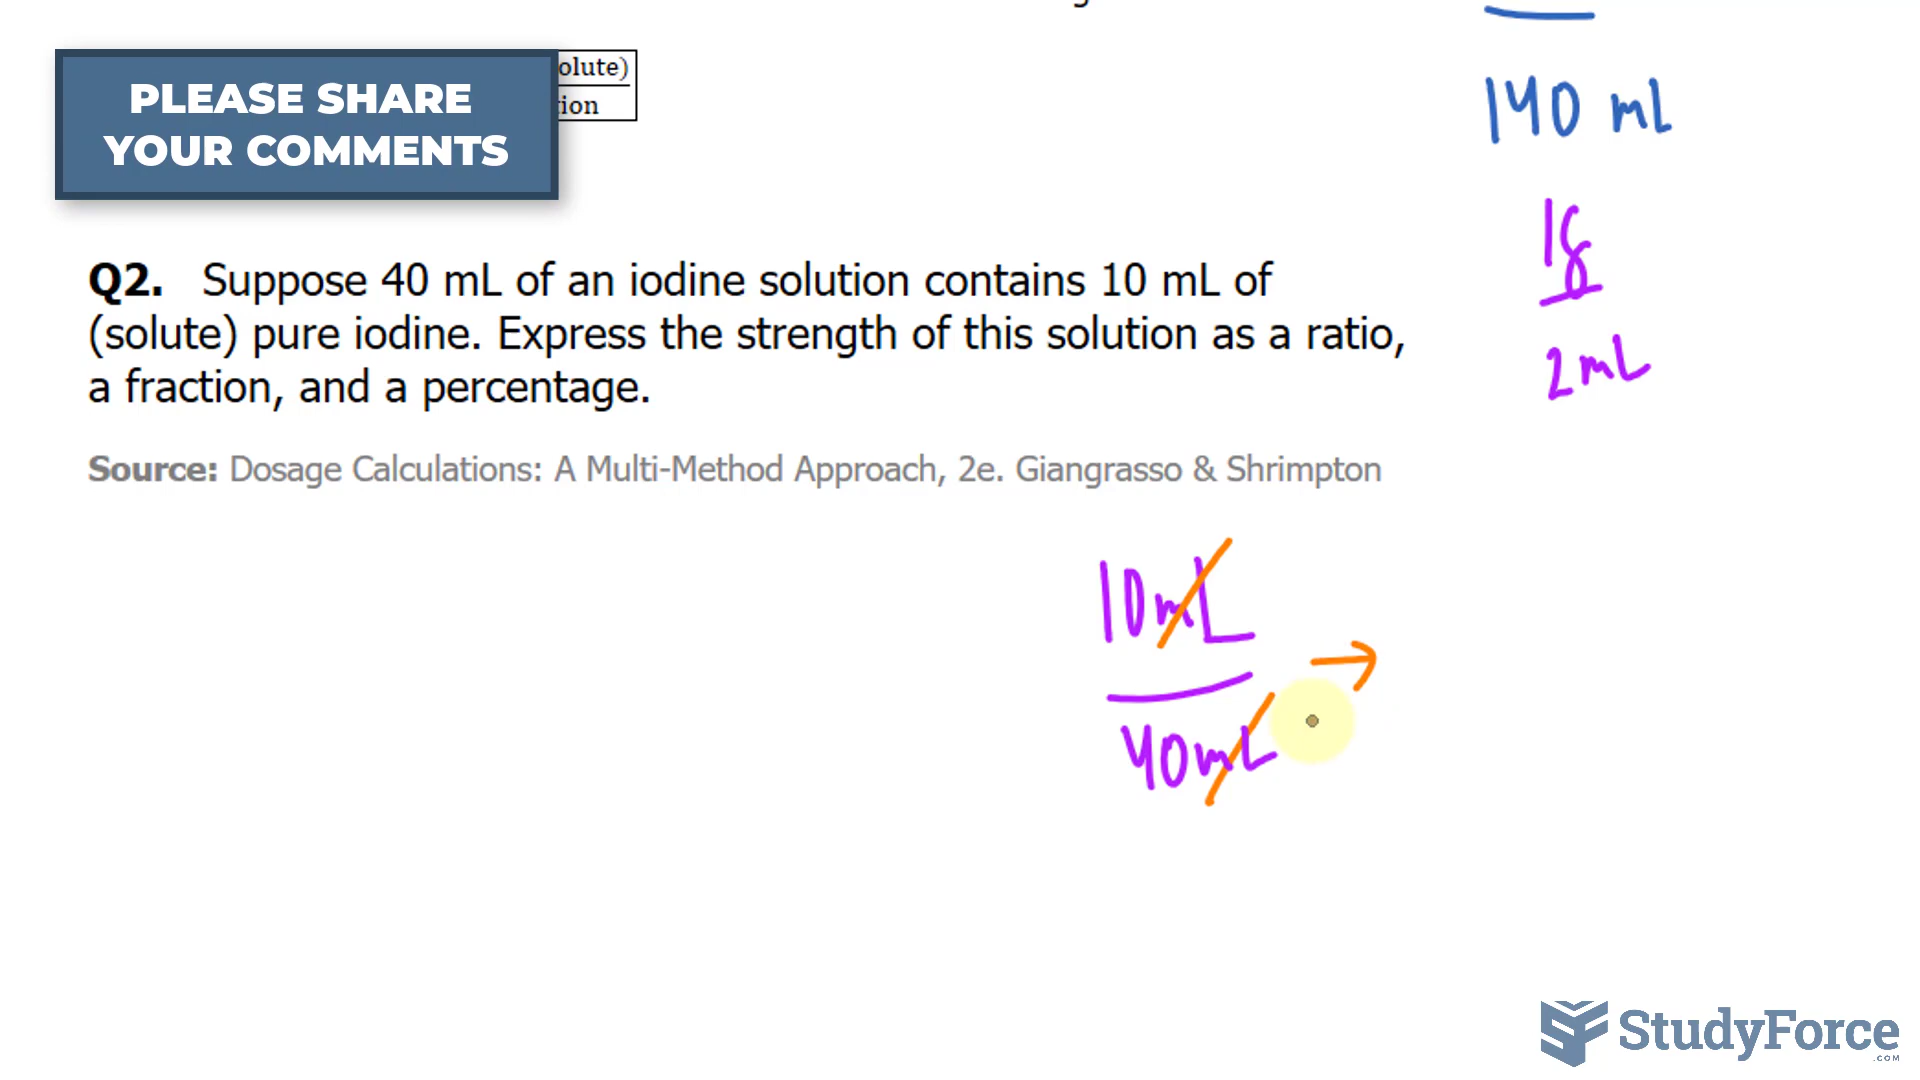 PLEASE SHARE
YOUR COMMENTS
olute)
tion
140 mL
1g
2mL
Q2. Suppose 40 mL of an iodine solution contains 10 mL of
(solute) pure iodine. Express the strength of this solution as a ratio,
a fraction, and a percentage.
Source: Dosage Calculations: A Multi-Method Approach, 2e. Giangrasso & Shrimpton
10mL
40mL
StudyForce
.COM